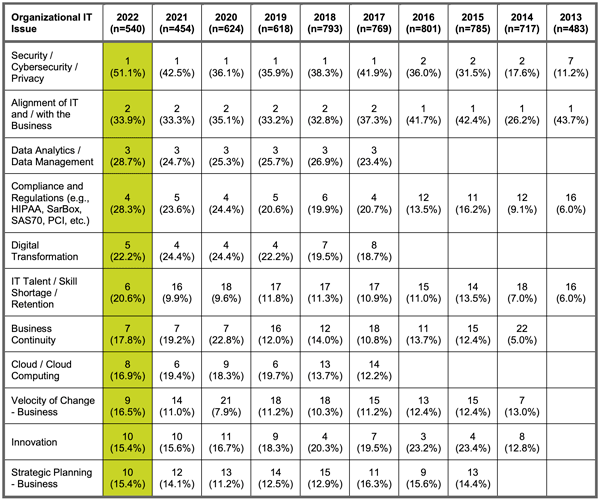 Organizational IT Issue 2022 (n=540) 2021 (n=454) 2020 (n=624) 2019 (n=618) 2018 (n=793) 2017 (n=769) 2016 (n=801) 2015 (n=785) 2014 (n=717) 2013 (n=483)
Security /
Cybersecurity /
Privacy
1 1 1 1 1 1 2 2 2 7
(51.1%) (42.5%) (36.1%) (35.9%) (38.3%) (41.9%) (36.0%) (31.5%) (17.6%) (11.2%)
Alignment of IT
and / with the
Business
2 2 2 2 2 2 1 1 1 1
(33.9%) (33.3%) (35.1%) (33.2%) (32.8%) (37.3%) (41.7%) (42.4%) (26.2%) (43.7%)
Data Analytics /
Data Management
3 3 3 3 3 3
(28.7%) (24.7%) (25.3%) (25.7%) (26.9%) (23.4%)
Compliance and
Regulations (e.g.,
HIPAA, SarBox,
SAS70, PCI, etc.)
4 5 4 5 6 4 12 11 12 16
(28.3%) (23.6%) (24.4%) (20.6%) (19.9%) (20.7%) (13.5%) (16.2%) (9.1%) (6.0%)
Digital
Transformation
5 4 4 4 7 8
(22.2%) (24.4%) (24.4%) (22.2%) (19.5%) (18.7%)
IT Talent / Skill
Shortage /
Retention
6 16 18 17 17 17 15 14 18 16
(20.6%) (9.9%) (9.6%) (11.8%) (11.3%) (10.9%) (11.0%) (13.5%) (7.0%) (6.0%)
Business
Continuity
7 7 7 16 12 18 11 15 22
(17.8%) (19.2%) (22.8%) (12.0%) (14.0%) (10.8%) (13.7%) (12.4%) (5.0%)
Cloud / Cloud
Computing
8 6 9 6 13 14
(16.9%) (19.4%) (18.3%) (19.7%) (13.7%) (12.2%)
Velocity of Change
- Business
9 14 21 18 18 15 13 15 7
(16.5%) (11.0%) (7.9%) (11.2%) (10.3%) (11.2%) (12.4%) (12.4%) (13.0%)
Innovation
10 10 11 9 4 7 3 4 8
(15.4%) (15.6%) (16.7%) (18.3%) (20.3%) (19.5%) (23.2%) (23.4%) (12.8%)
Strategic Planning
- Business
10 12 13 14 15 11 9 13
(15.4%) (14.1%) (11.2%) (12.5%) (12.9%) (16.3%) (15.6%) (14.4%)